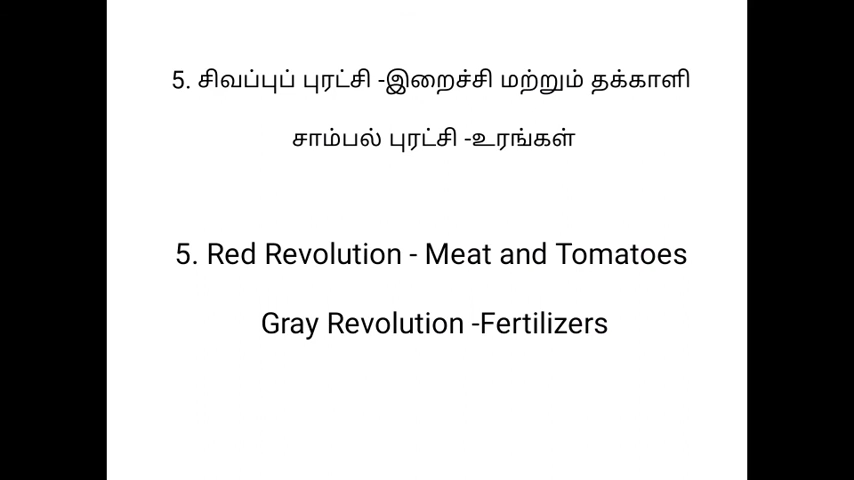 5. சிவப்புப் புரட்சி -இறைச்சி மற்றும் தக்காளி
சாம்பல் புரட்சி -உரங்கள்
5. Red Revolution - Meat and Tomatoes
Gray Revolution -Fertilizers